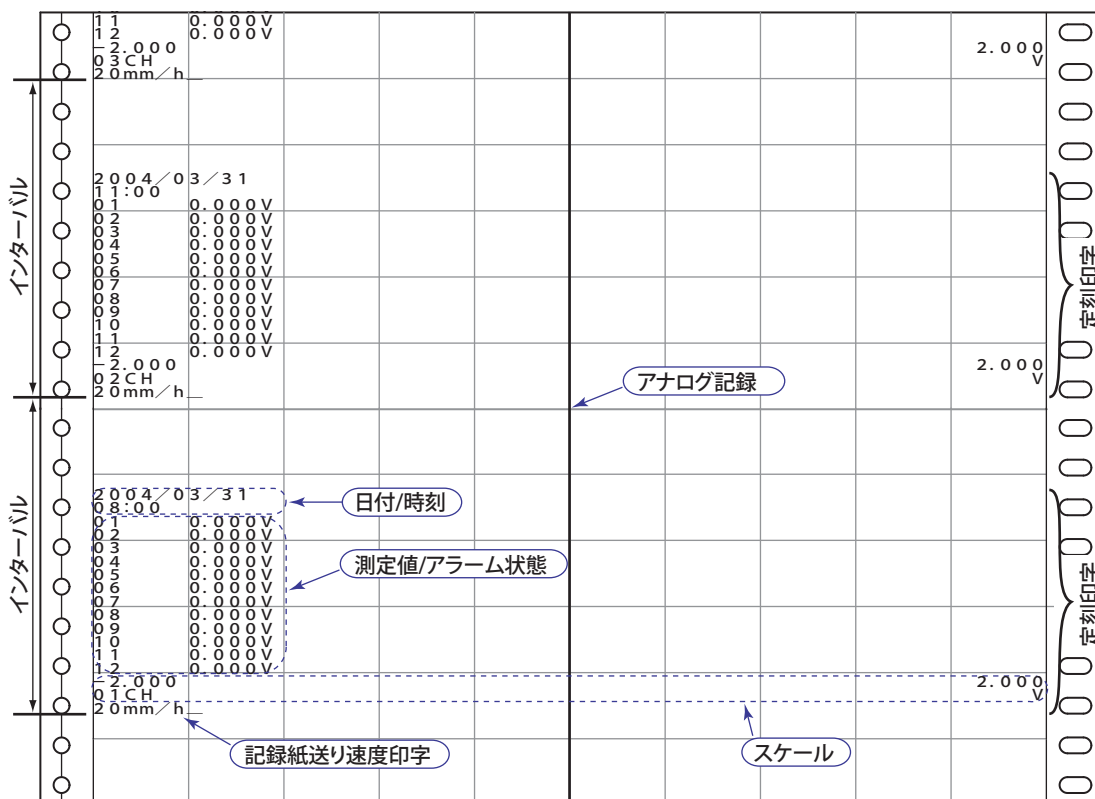 11 0.000V
12 0.000V
-2.000 2.000
03CH V
20mm/h
インターバル
2004/03/31
11:00
01 0.000V
02 0.000V
03 0.000V
04 0.000V
05 0.000V
06 0.000V
07 0.000V
08 0.000V
09 0.000V
10 0.000V
11 0.000V
12 0.000V
-2.000 2.000
02CH V
20mm/h
定刻印字
アナログ記録
インターバル
2004/03/31
08:00
日付/時刻
01 0.000V
02 0.000V
03 0.000V
04 0.000V
05 0.000V
06 0.000V
07 0.000V
08 0.000V
09 0.000V
10 0.000V
11 0.000V
12 0.000V
測定値/アラーム状態
定刻印字
-2.000 2.000
01CH V
20mm/h
記録紙送り速度印字
スケール